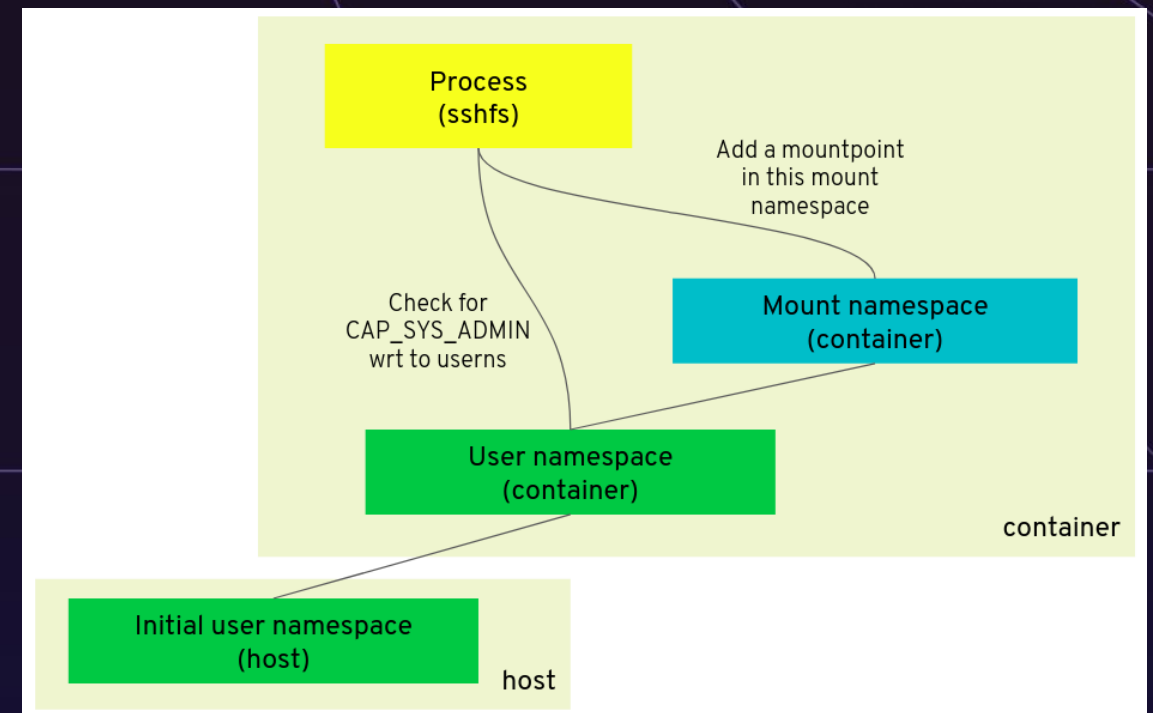 Process
(sshfs)
Add a mountpoint
in this mount
namespace
Check for
CAP_SYS_ADMIN
wrt to userns
Mount namespace
(container)
User namespace
(container)
container
Initial user namespace
(host)
host